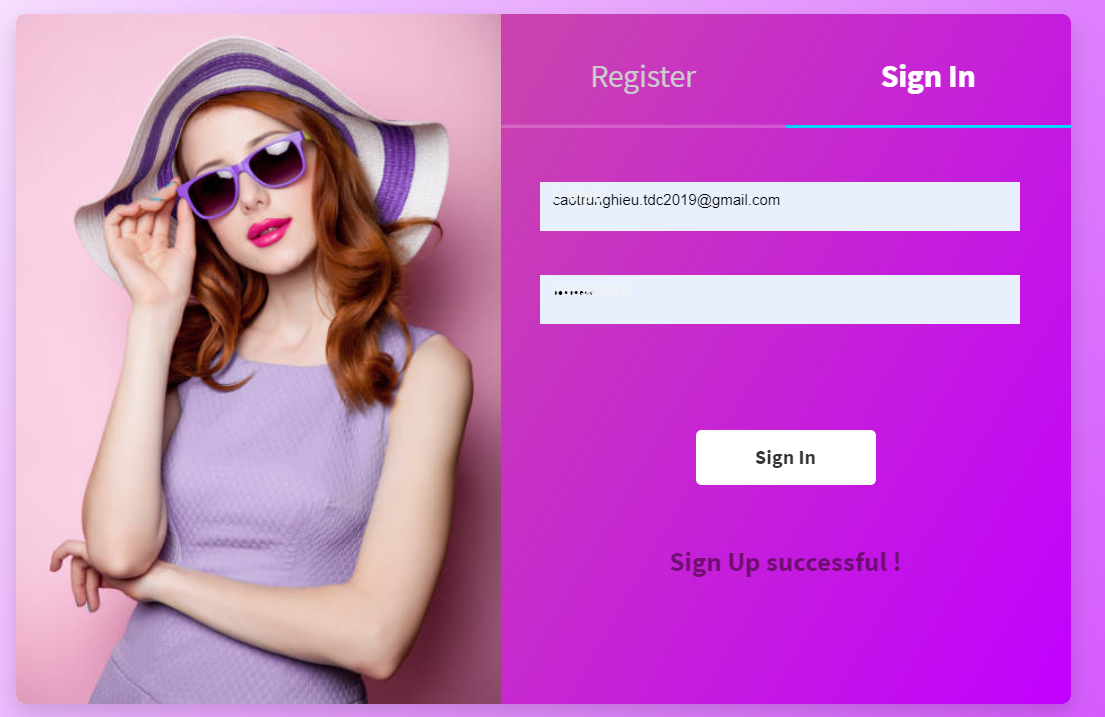 Register
Sign In
caotrunghieu.tdc2019@gmail.com
Sign In
Sign Up successful !